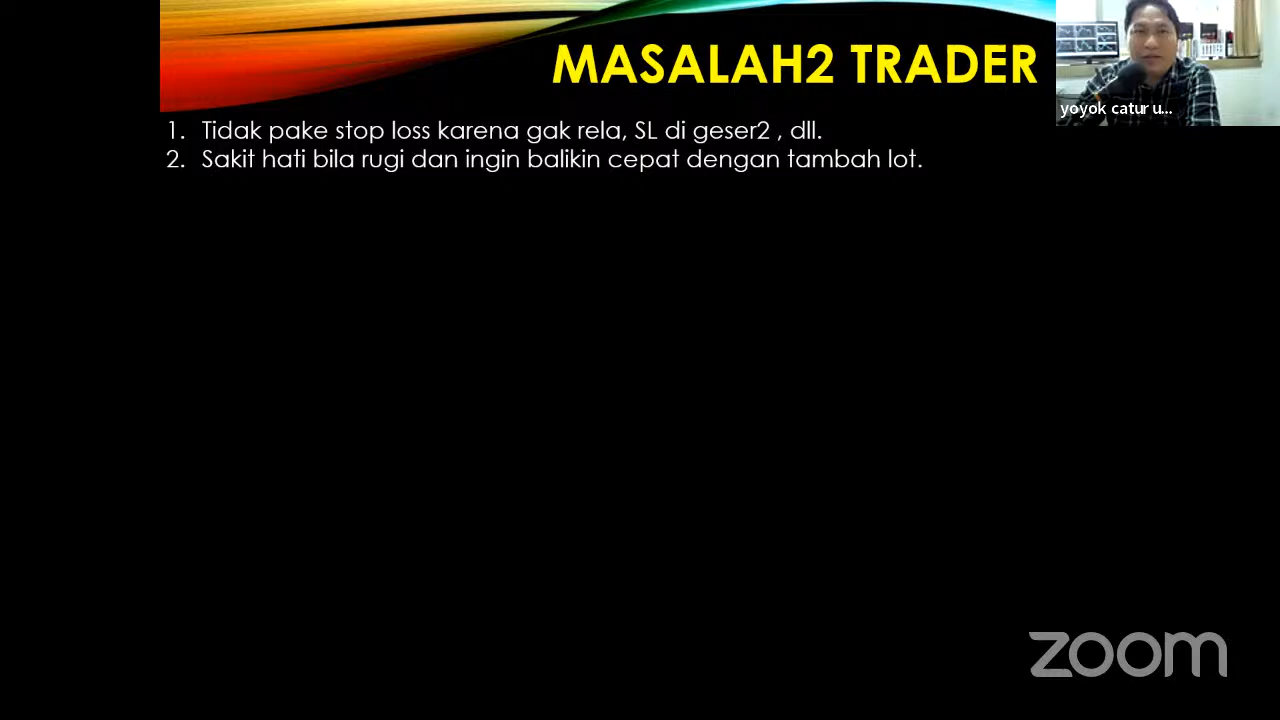 MASALAH2 TRADER
yoyok catur u...
1. Tidak pake stop loss karena gak rela, SL di geser2 , dll.
2. Sakit hati bila rugi dan ingin balikin cepat dengan tambah lot.
zoom